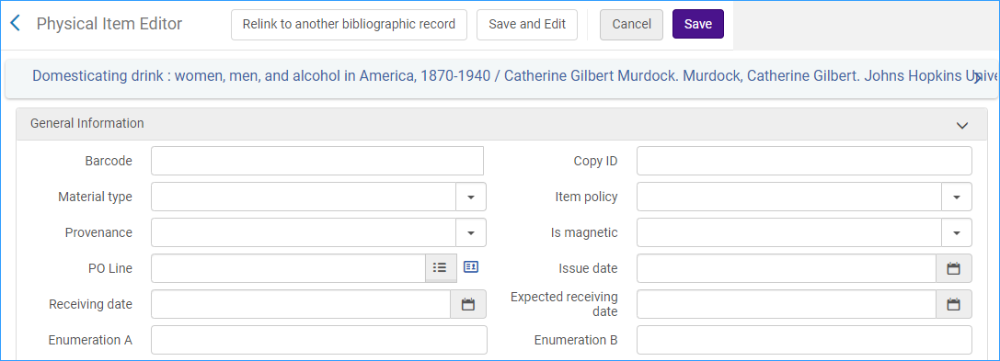 Physical Item Editor Relink to another bibliographic record Save and Edit Cancel Save
Domesticating drink : women, men, and alcohol in America, 1870-1940 / Catherine Gilbert Murdock. Murdock, Catherine Gilbert. Johns Hopkins Unive
General Information
Barcode Copy ID
Material type Item policy
Provenance Is magnetic
PO Line Issue date
Receiving date Expected receiving
date
Enumeration A Enumeration B